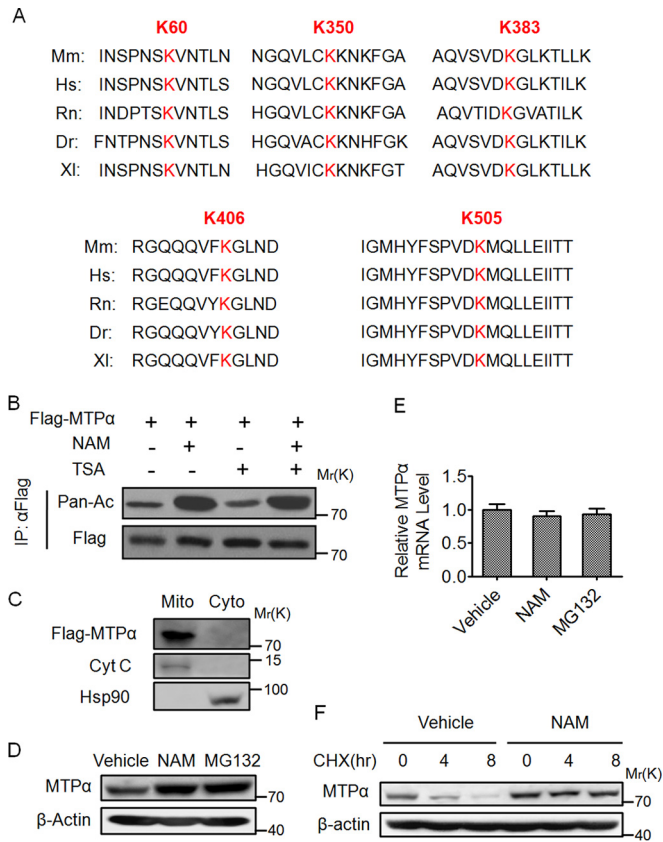 A
K60 K350 K383
Mm: INSPNSKVNTLN NGQVLCKKNKFGA AQVSVDKGLKTLLK
Hs: INSPNSKVNTLS NGQVLCKKNKFGA AQVSVDKGLKTILK
Rn: INDPTSKVNTLS HGQVLCKKNKFGA AQVTIDKGVATILK
Dr: FNTPNSKVNTLS HGQVACKKNHFGK AQVSVDKGLKTILK
Xl: INSPNSKVNTLN HGQVICKKNKFGT AQVSVDKGLKTLLK
K406 K505
Mm: RGQQQVFKGLND IGMHYFSPVDKMQLLEIITT
Hs: RGQQQVFKGLND IGMHYFSPVDKMQLLEIITT
Rn: RGEQQVYKGLND IGMHYFSPVDKMQLLEIITT
Dr: RGQQQVYKGLND IGMHYFSPVDKMQLLEIITT
Xl: RGQQQVFKGLND IGMHYFSPVDKMQLLEIITT
B
Flag-MTPα + + + +
NAM - + - +
TSA - - + + Mr(K)
IP: αFlag
Pan-Ac 70
Flag 70
C
Mito Cyto Mr(K)
Flag-MTPα 70
Cyt C 15
Hsp90 100
D
Vehicle NAM MG132
MTPα 70
β-Actin 40
E
Relative MTPα
mRNA Level
1.5
1.0
0.5
0.0
Vehicle NAM MG132
F
Vehicle NAM
CHX(hr) 0 4 8 0 4 8 Mr(K)
MTPα 70
β-actin 40